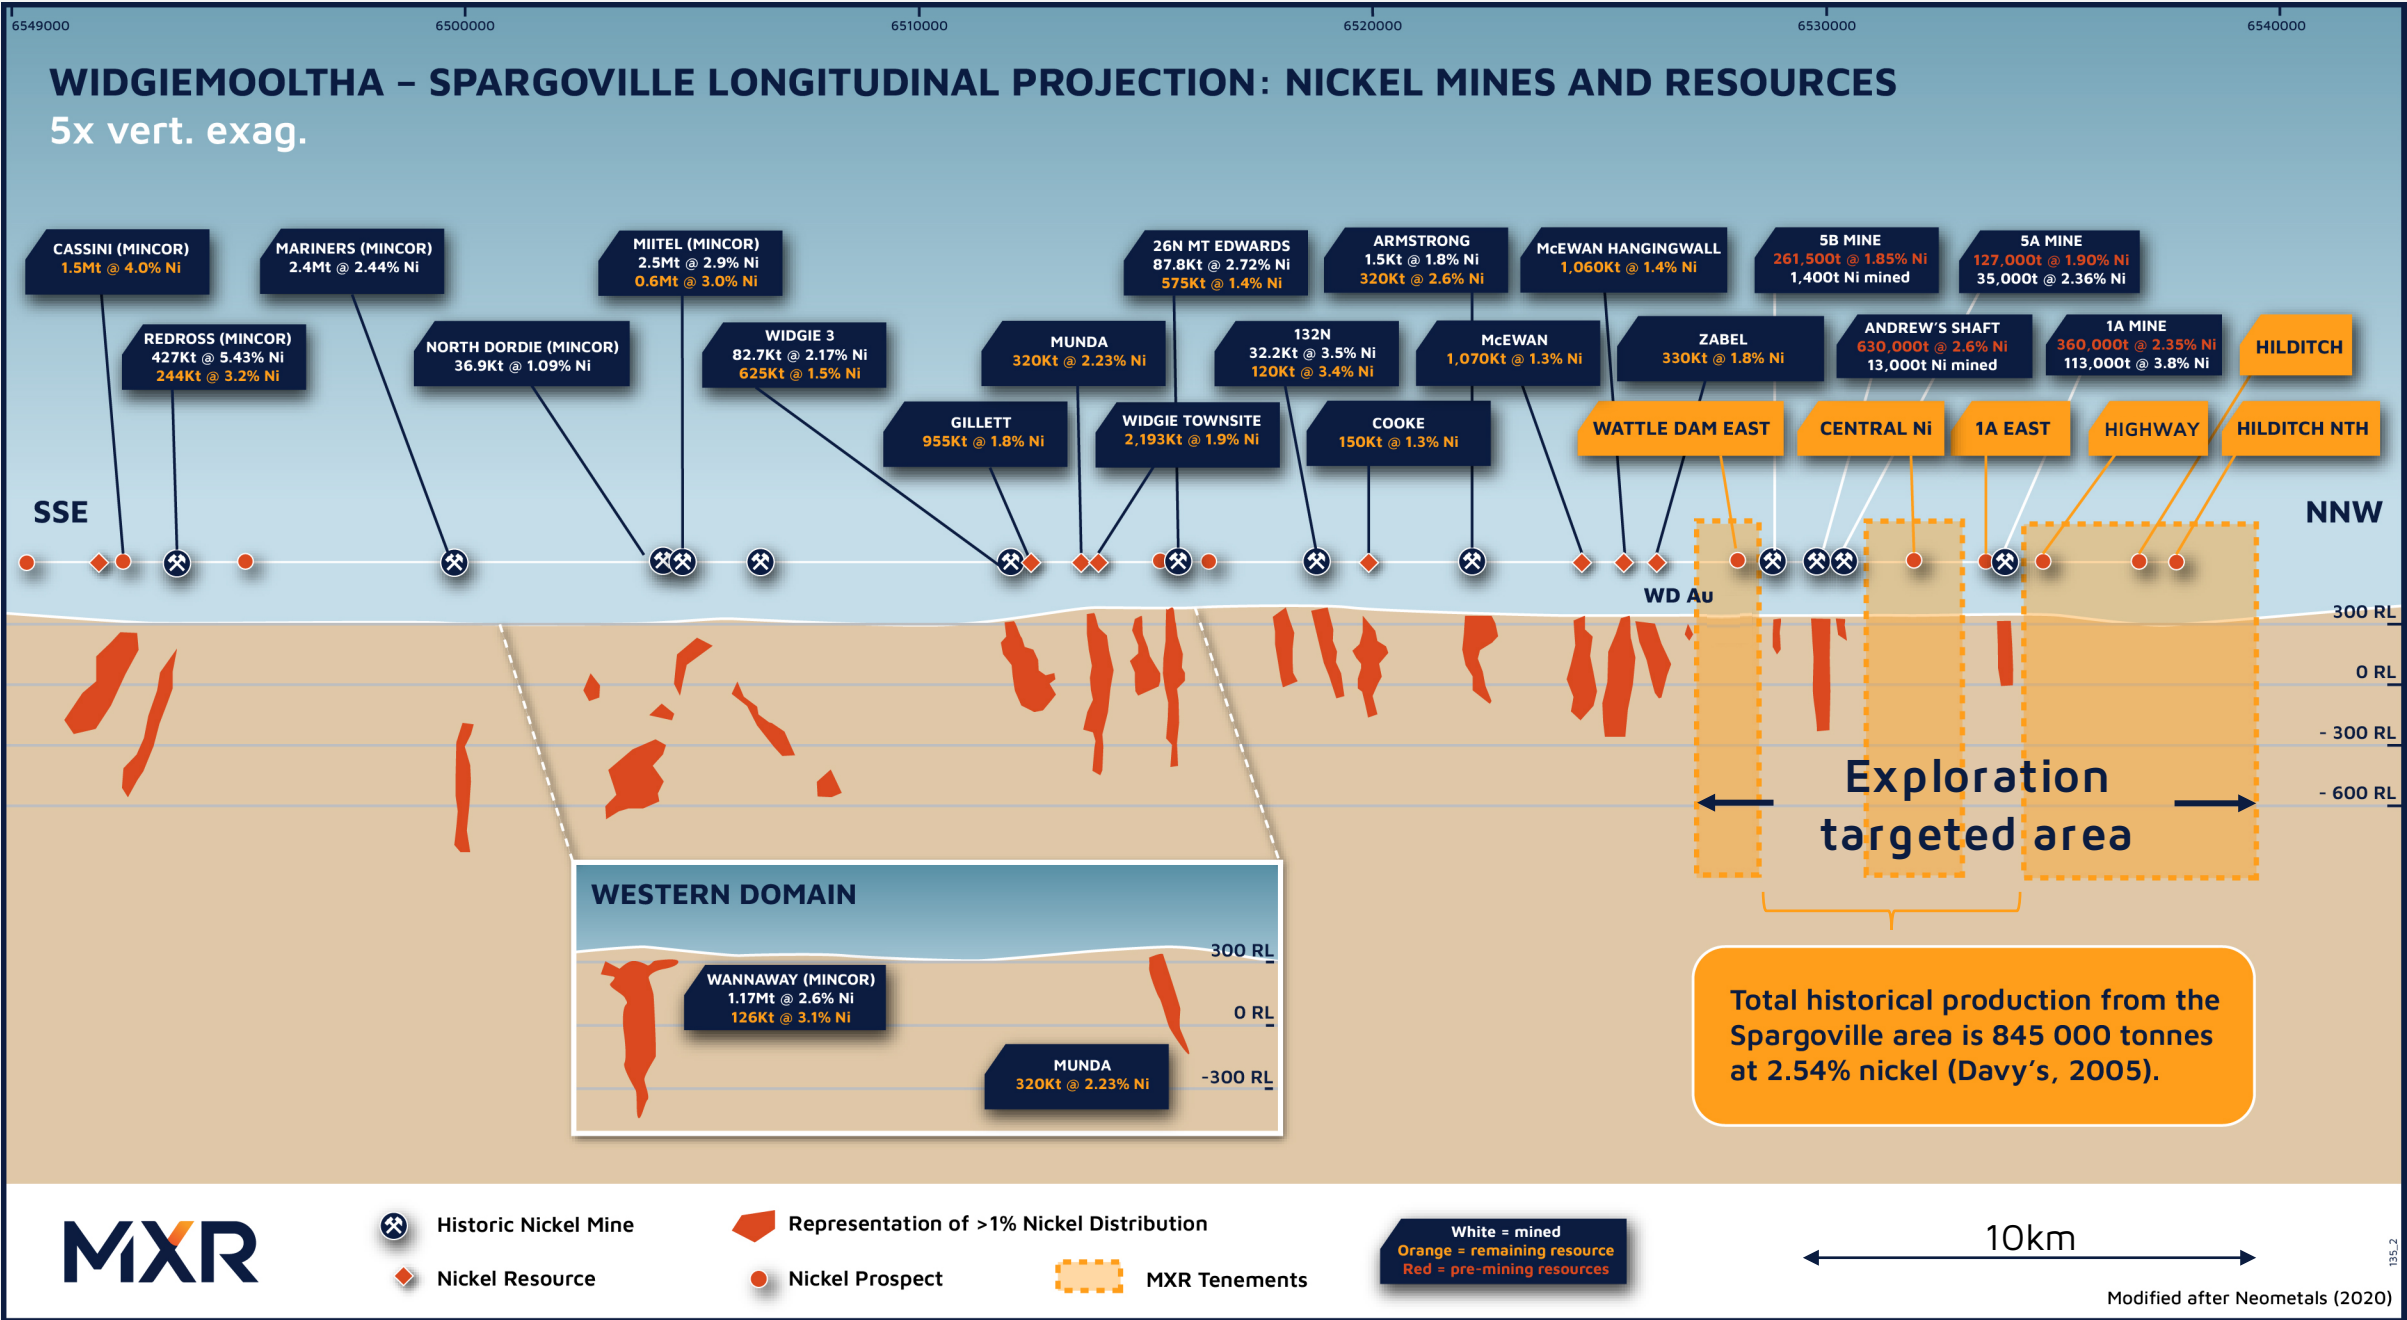 6549000
6500000
6510000
6520000
6530000
6540000
WIDGIEMOOLTHA – SPARGOVILLE LONGITUDINAL PROJECTION: NICKEL MINES AND RESOURCES
5x vert. exag.
CASSINI (MINCOR)
1.5Mt @ 4.0% Ni
MARINERS (MINCOR)
2.4Mt @ 2.44% Ni
MIITEL (MINCOR)
2.5Mt @ 2.9% Ni
0.6Mt @ 3.0% Ni
26N MT EDWARDS
87.8Kt @ 2.72% Ni
575Kt @ 1.4% Ni
ARMSTRONG
1.5Kt @ 1.8% Ni
320Kt @ 2.6% Ni
McEWAN HANGINGWALL
1,060Kt @ 1.4% Ni
5B MINE
261,500t @ 1.85% Ni
1,400t Ni mined
5A MINE
127,000t @ 1.90% Ni
35,000t @ 2.36% Ni
REDROSS (MINCOR)
427Kt @ 5.43% Ni
244Kt @ 3.2% Ni
NORTH DORDIE (MINCOR)
36.9Kt @ 1.09% Ni
WIDGIE 3
82.7Kt @ 2.17% Ni
625Kt @ 1.5% Ni
MUNDA
320Kt @ 2.23% Ni
132N
32.2Kt @ 3.5% Ni
120Kt @ 3.4% Ni
McEWAN
1,070Kt @ 1.3% Ni
ZABEL
330Kt @ 1.8% Ni
ANDREW'S SHAFT
630,000t @ 2.6% Ni
13,000t Ni mined
1A MINE
360,000t @ 2.35% Ni
113,000t @ 3.8% Ni
HILDITCH
GILLETT
955Kt @ 1.8% Ni
WIDGIE TOWNSITE
2,193Kt @ 1.9% Ni
COOKE
150Kt @ 1.3% Ni
WATTLE DAM EAST
CENTRAL Ni
1A EAST
HIGHWAY
HILDITCH NTH
SSE
NNW
WD Au
300 RL
0 RL
- 300 RL
- 600 RL
Exploration
targeted area
WESTERN DOMAIN
300 RL
0 RL
-300 RL
WANNAWAY (MINCOR)
1.17Mt @ 2.6% Ni
126Kt @ 3.1% Ni
MUNDA
320Kt @ 2.23% Ni
Total historical production from the
Spargoville area is 845 000 tonnes
at 2.54% nickel (Davy's, 2005).
MXR
Historic Nickel Mine
Nickel Resource
Representation of >1% Nickel Distribution
Nickel Prospect
MXR Tenements
White = mined
Orange = remaining resource
Red = pre-mining resources
10km
135_2
Modified after Neometals (2020)